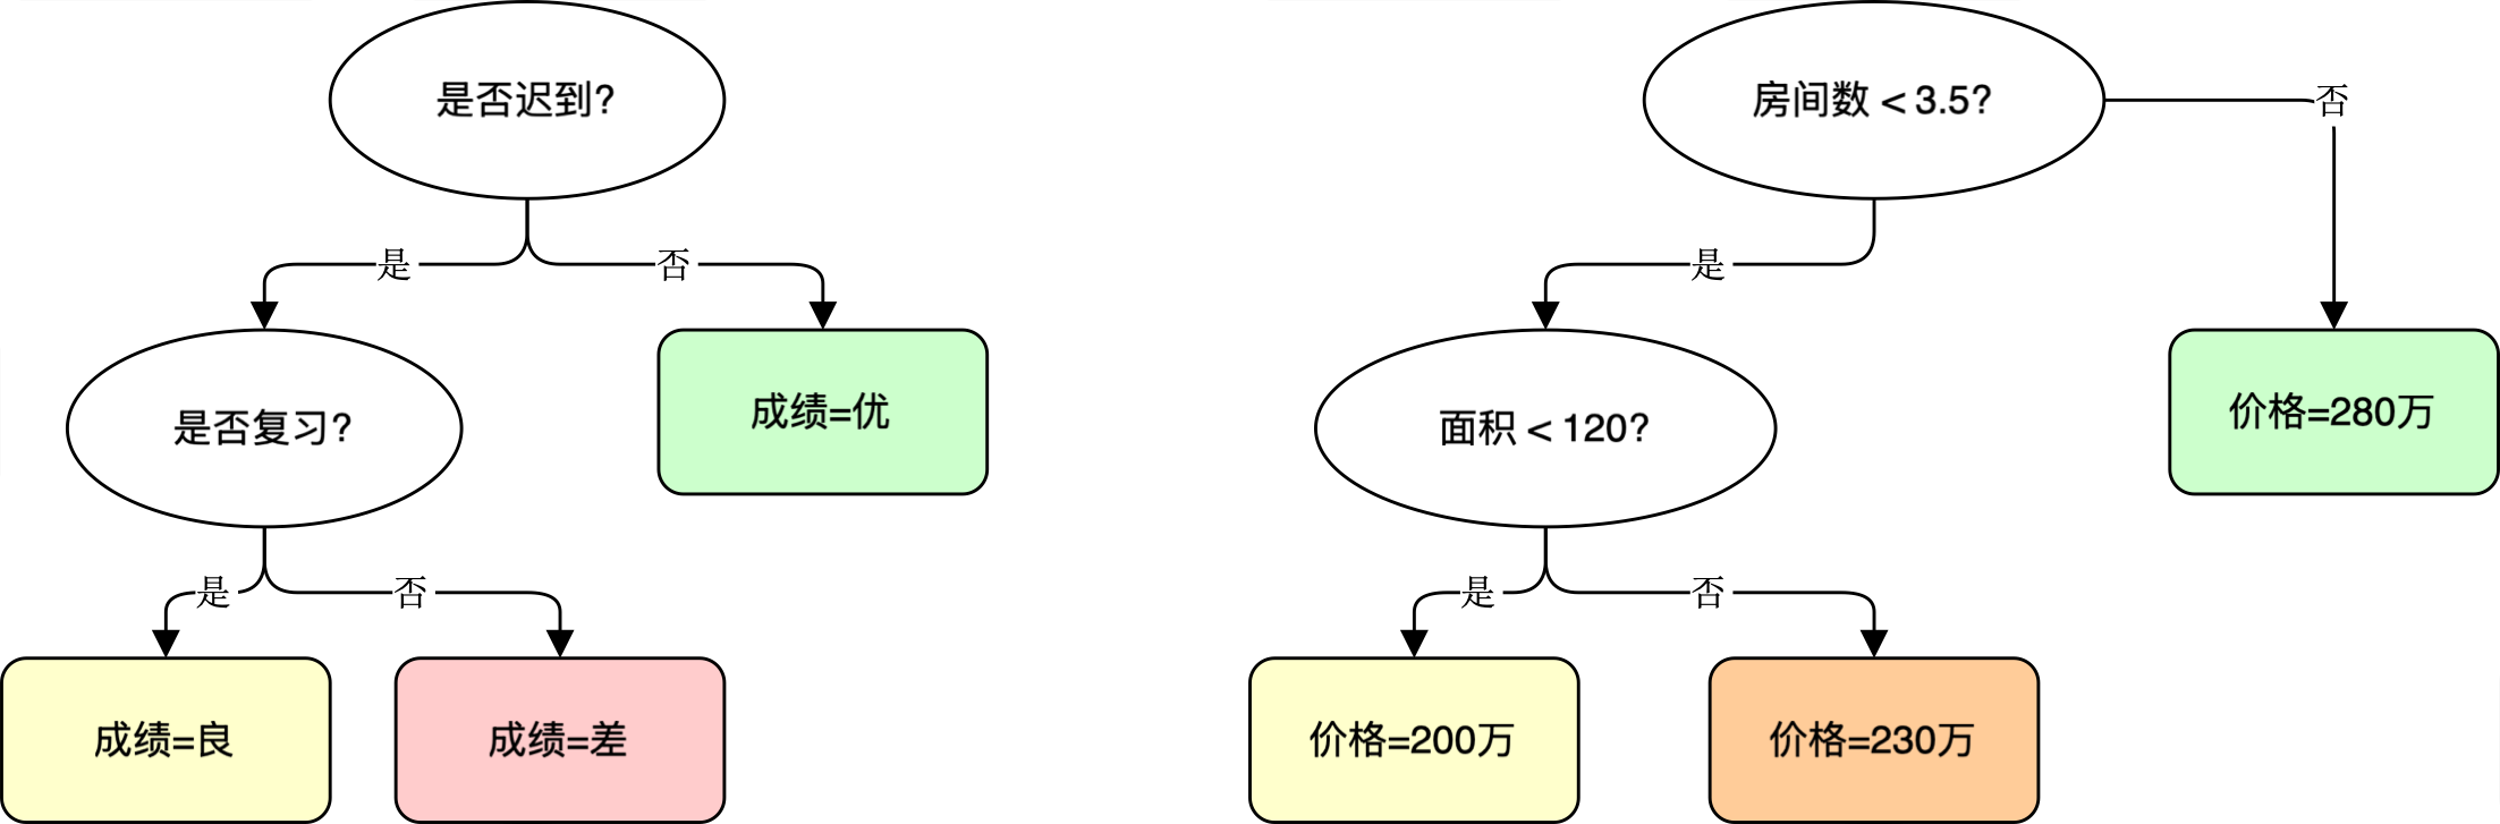 是否迟到?
是
否
是否复习?
成绩=优
是
否
成绩=良
成绩=差
房间数 < 3.5?
否
是
面积 < 120?
价格=280万
是
否
价格=200万
价格=230万